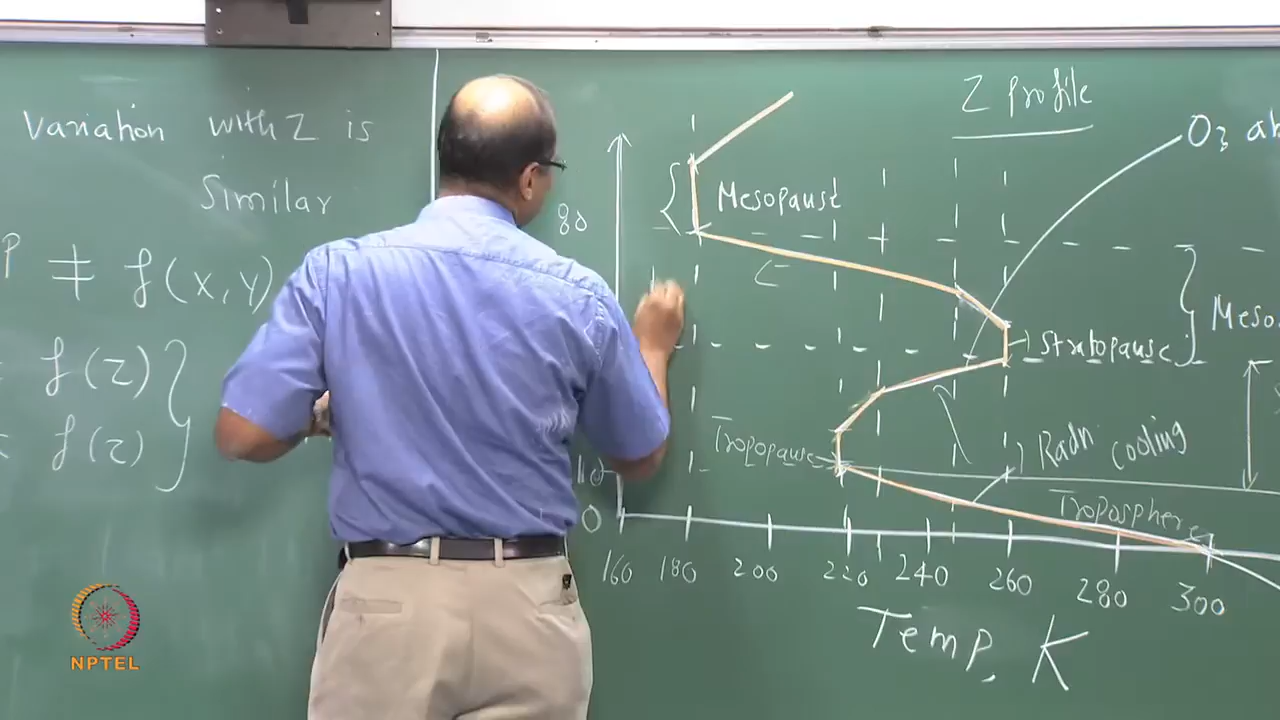 Variation with Z is
Similar
P ≠ f(x,y)
f(z)
f(z)
Z Profile
O3 ab
80
Mesopause
Stratopause
Meso
Tropopause
Radn cooling
Troposphere
0
160 180 200 220 240 260 280 300
Temp, K
NPTEL